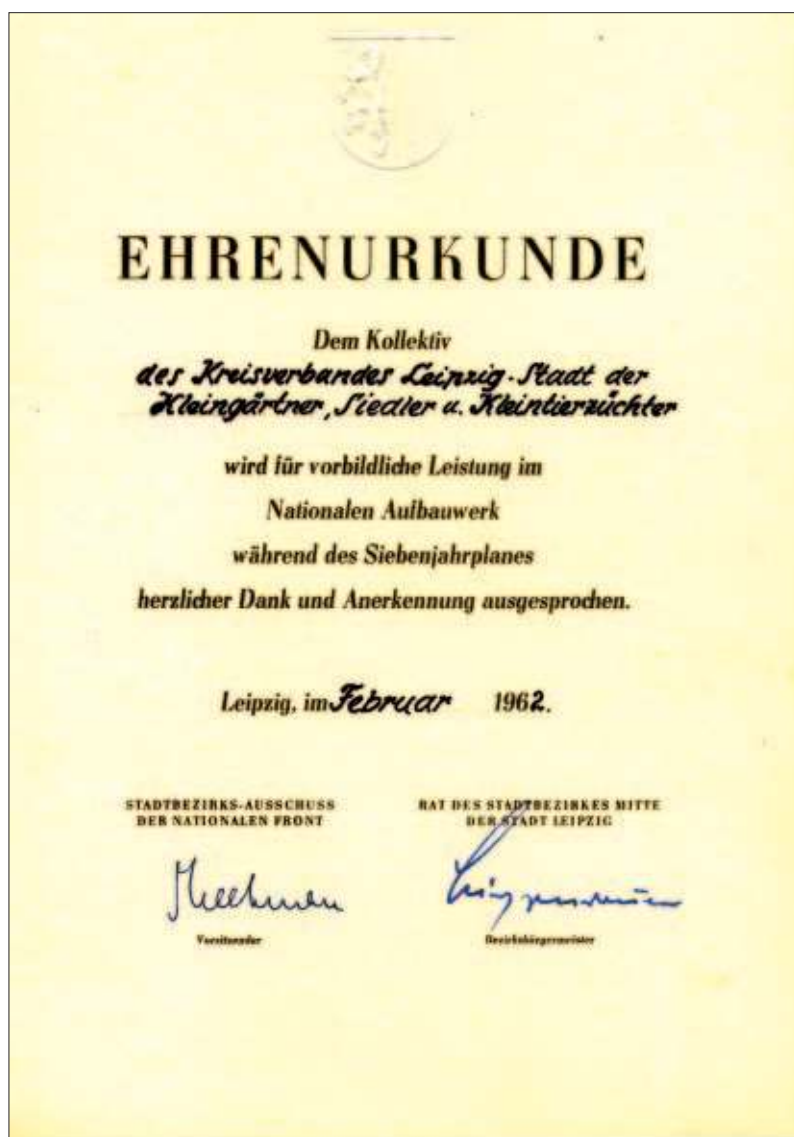 EHRENURKUNDE
Dem Kollektiv
des Kreisverbandes Leipzig-Stadt der
Kleingärtner, Siedler u. Kleintierzüchter
wird für vorbildliche Leistung im
Nationalen Aufbauwerk
während des Siebenjahrplanes
herzlicher Dank und Anerkennung ausgesprochen.
Leipzig, im Februar 1962.
STADTBEZIRKS-AUSSCHUSS
DER NATIONALEN FRONT
Vorsitzender
RAT DES STADTBEZIRKES MITTE
DER STADT LEIPZIG
Bezirksbürgermeister